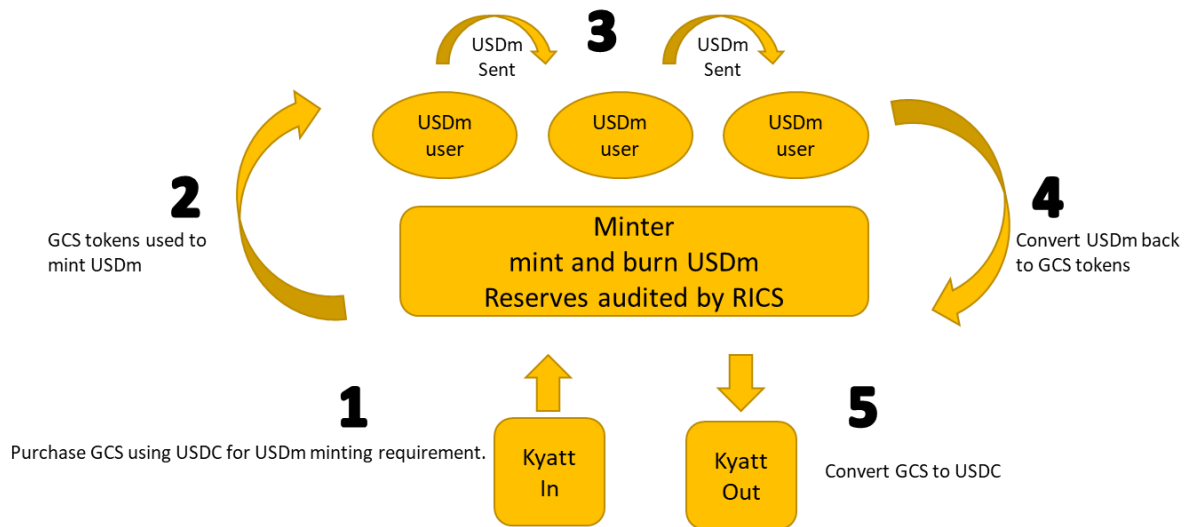 3
USDm
Sent
USDm
Sent
USDm
user
USDm
user
USDm
user
2
GCS tokens used to
mint USDm
4
Convert USDm back
to GCS tokens
Minter
mint and burn USDm
Reserves audited by RICS
1
Purchase GCS using USDC for USDm minting requirement.
Kyatt
In
Kyatt
Out
5
Convert GCS to USDC